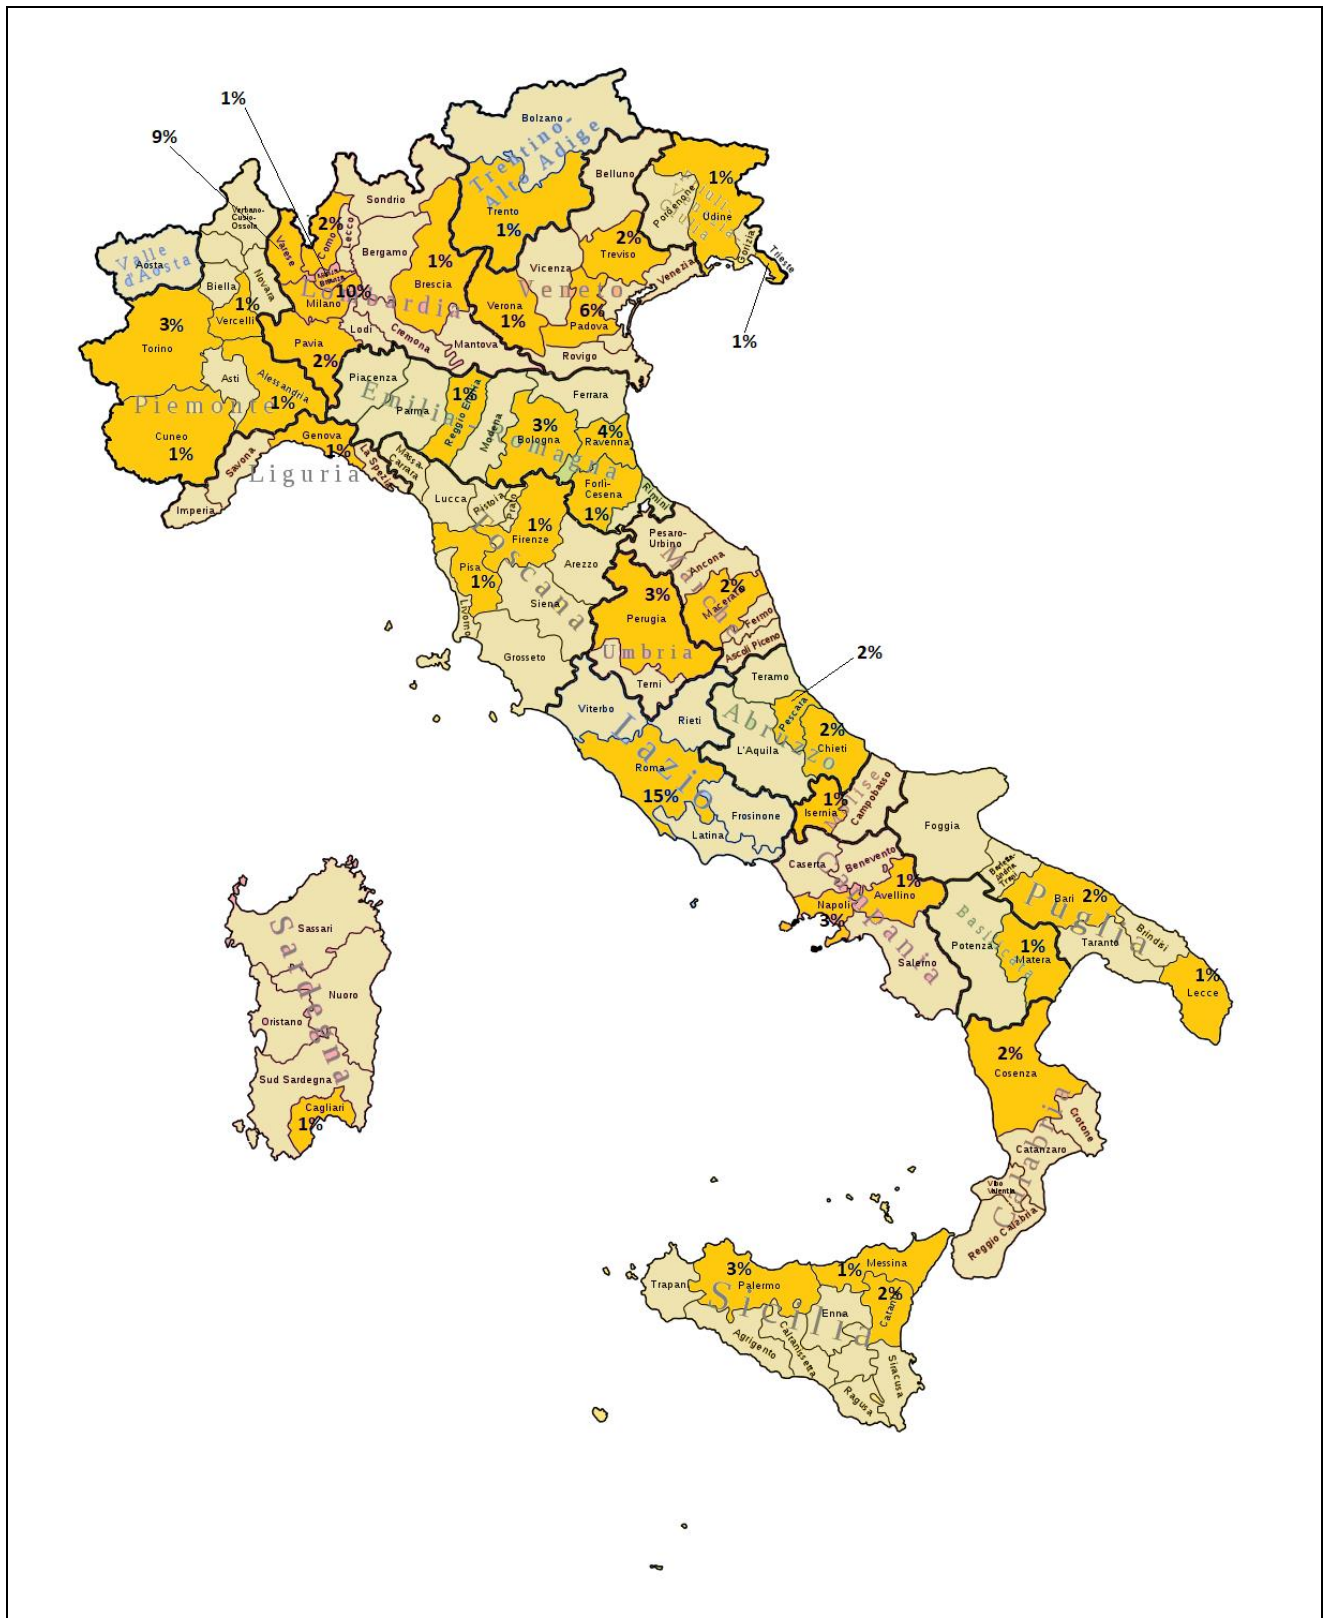 1%
9%
Bolzano
Trentino-
Alto Adige
Trento
1%
Belluno
1%
Friuli-
Venezia
Giulia
Pordenone
Udine
Gorizia
Trieste
1%
Sondrio
Verbano-
Cusio-
Ossola
Varese
2%
Como
Lecco
Bergamo
1%
Brescia
Monza
Brianza
10%
Milano
Lombardia
Lodi
Cremona
Mantova
Pavia
2%
Valle
d'Aosta
Aosta
Biella
Novara
1%
Vercelli
3%
Torino
Asti
Alessandria
1%
Piemonte
Cuneo
1%
2%
Treviso
Vicenza
Veneto
Venezia
Verona
1%
6%
Padova
Rovigo
Piacenza
Emilia
Romagna
Parma
1%
Reggio Emilia
Modena
Ferrara
3%
Bologna
4%
Ravenna
Forlì-
Cesena
1%
Rimini
Genova
1%
Savona
Liguria
La Spezia
Imperia
Massa-
Carrara
Lucca
Pistoia
Prato
1%
Firenze
Toscana
Pisa
1%
Livorno
Arezzo
Siena
Grosseto
Pesaro-
Urbino
Ancona
Marche
2%
Macerata
Fermo
Ascoli Piceno
3%
Perugia
Umbria
Terni
2%
Teramo
Abruzzo
Pescara
2%
Chieti
L'Aquila
Viterbo
Rieti
Lazio
Roma
15%
Frosinone
Latina
1%
Isernia
Molise
Campobasso
Foggia
Barletta-
Andria
Trani
Bari 2%
Puglia
Brindisi
Taranto
1%
Lecce
Caserta
Benevento
Campania
1%
Avellino
Napoli
3%
Salerno
Basilicata
Potenza
1%
Matera
2%
Cosenza
Calabria
Crotone
Catanzaro
Vibo
Valentia
Reggio Calabria
Sassari
Sardegna
Nuoro
Oristano
Sud Sardegna
Cagliari
1%
Trapani
3%
Palermo
Sicilia
1%
Messina
2%
Catania
Enna
Agrigento
Caltanissetta
Siracusa
Ragusa